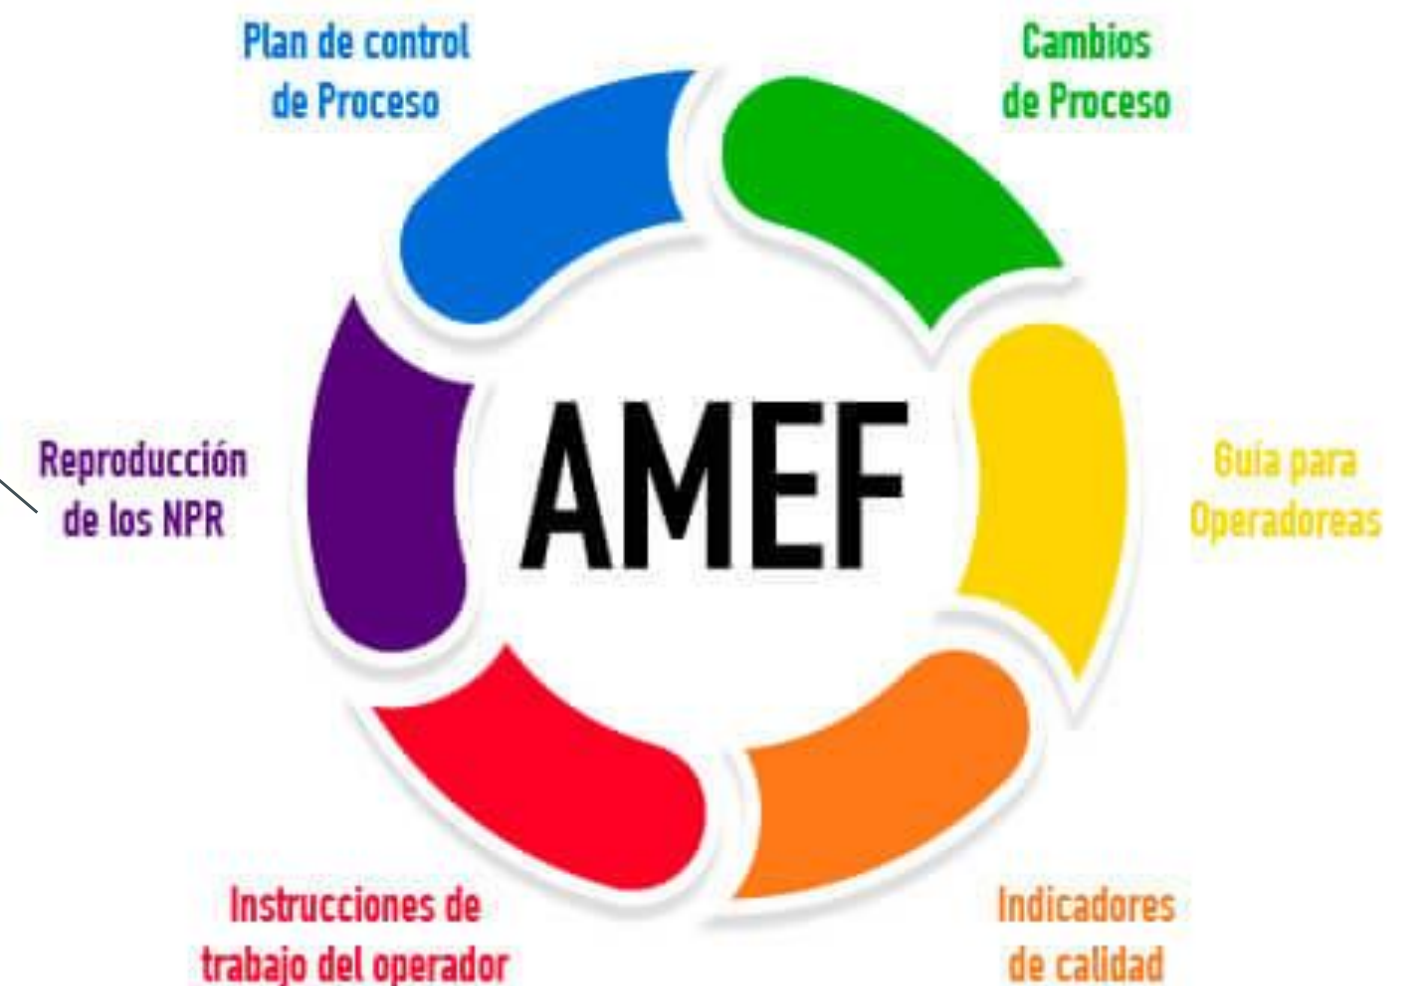 Plan de control
de Proceso
Cambios
de Proceso
Reproducción
de los NPR
AMEF
Guía para
Operadoreas
Instrucciones de
trabajo del operador
Indicadores
de calidad